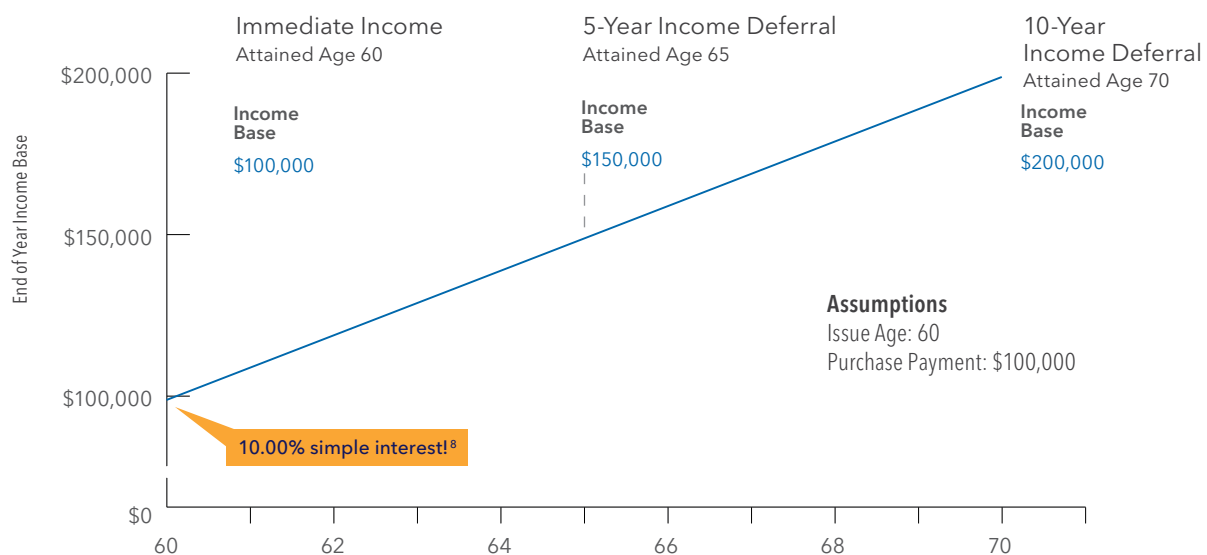 Immediate Income
Attained Age 60
5-Year Income Deferral
Attained Age 65
10-Year
Income Deferral
Attained Age 70
Income
Base
$100,000
Income
Base
$150,000
Income
Base
$200,000
End of Year Income Base
$200,000
$150,000
$100,000
$0
10.00% simple interest!⁸
Assumptions
Issue Age: 60
Purchase Payment: $100,000
60
62
64
66
68
70